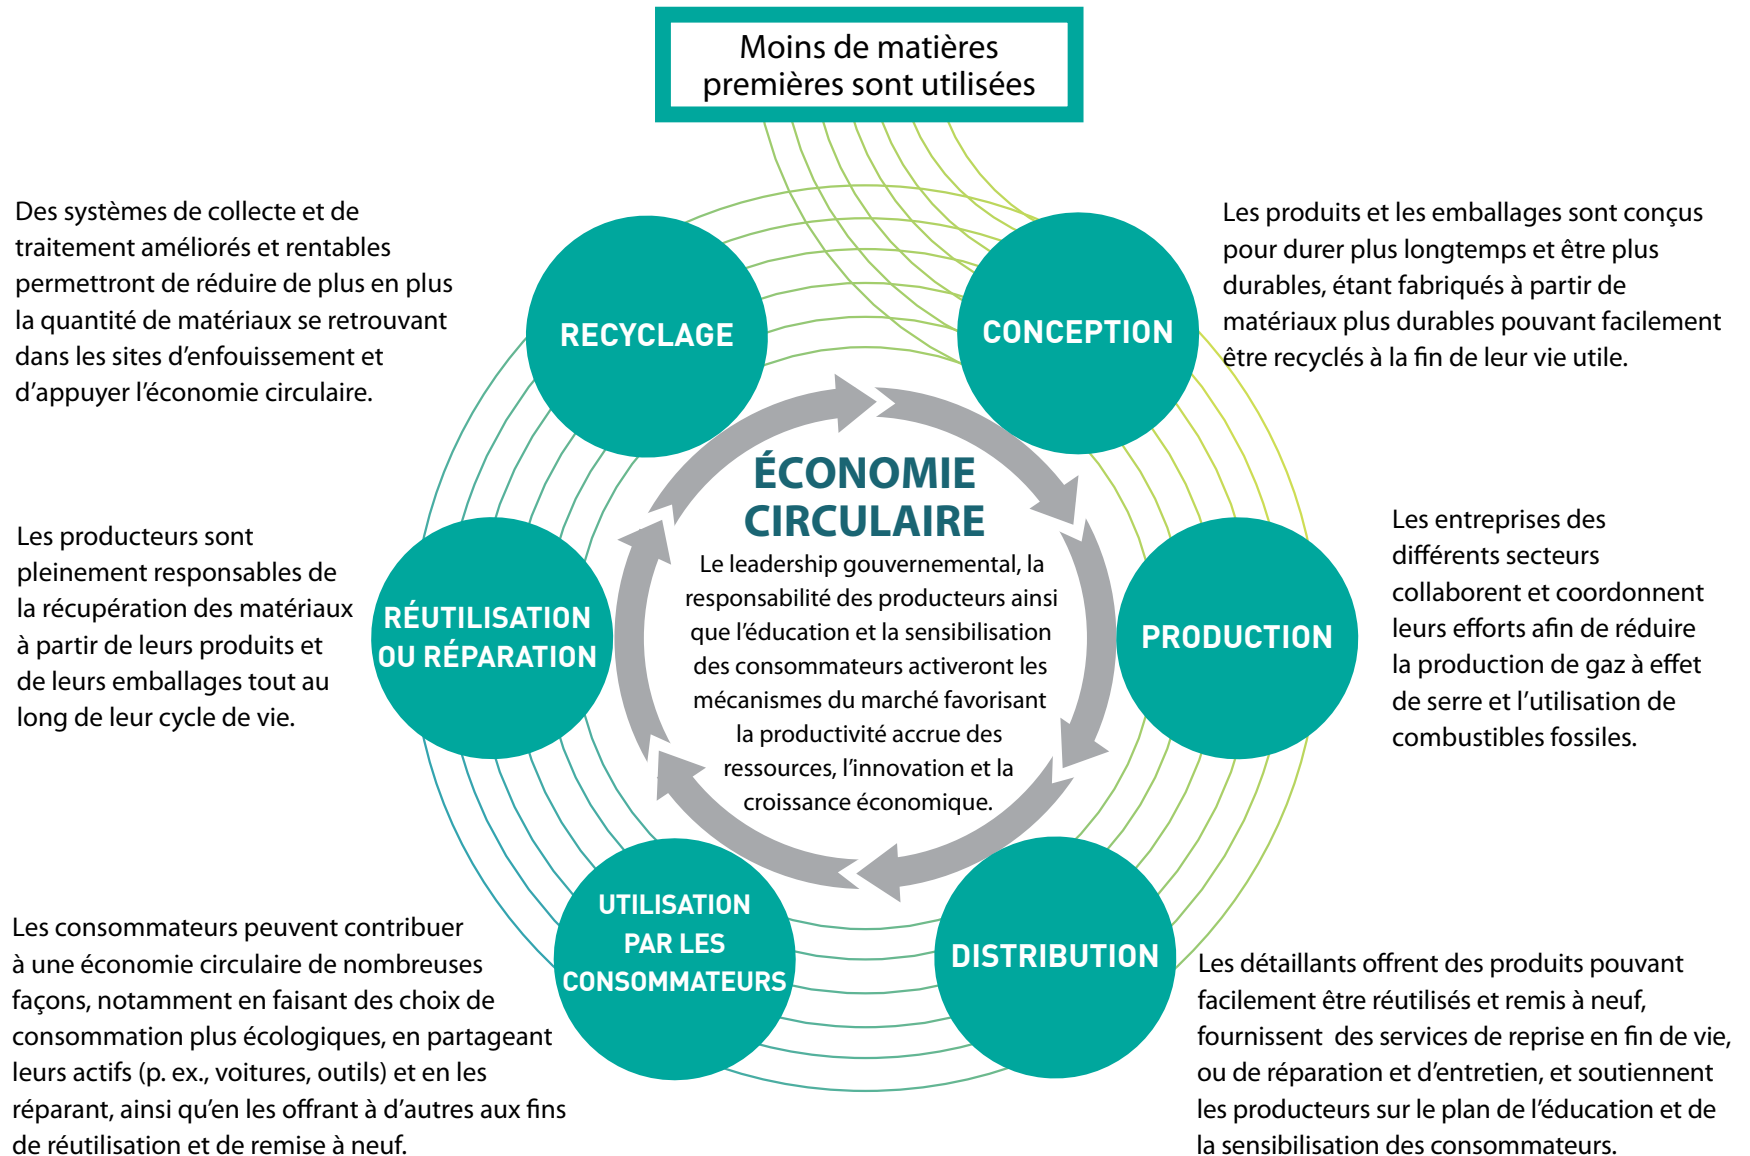 Moins de matières
premières sont utilisées
Des systèmes de collecte et de
traitement améliorés et rentables
permettront de réduire de plus en plus
la quantité de matériaux se retrouvant
dans les sites d’enfouissement et
d’appuyer l’économie circulaire.
RECYCLAGE
CONCEPTION
Les produits et les emballages sont conçus
pour durer plus longtemps et être plus
durables, étant fabriqués à partir de
matériaux plus durables pouvant facilement
être recyclés à la fin de leur vie utile.
Les producteurs sont
pleinement responsables de
la récupération des matériaux
à partir de leurs produits et
de leurs emballages tout au
long de leur cycle de vie.
RÉUTILISATION
OU RÉPARATION
ÉCONOMIE
CIRCULAIRE
Le leadership gouvernemental, la
responsabilité des producteurs ainsi
que l’éducation et la sensibilisation
des consommateurs activeront les
mécanismes du marché favorisant
la productivité accrue des
ressources, l’innovation et la
croissance économique.
PRODUCTION
Les entreprises des
différents secteurs
collaborent et coordonnent
leurs efforts afin de réduire
la production de gaz à effet
de serre et l’utilisation de
combustibles fossiles.
Les consommateurs peuvent contribuer
à une économie circulaire de nombreuses
façons, notamment en faisant des choix de
consommation plus écologiques, en partageant
leurs actifs (p. ex., voitures, outils) et en les
réparant, ainsi qu’en les offrant à d’autres aux fins
de réutilisation et de remise à neuf.
UTILISATION
PAR LES
CONSOMMATEURS
DISTRIBUTION
Les détaillants offrent des produits pouvant
facilement être réutilisés et remis à neuf,
fournissent  des services de reprise en fin de vie,
ou de réparation et d’entretien, et soutiennent
les producteurs sur le plan de l’éducation et de
la sensibilisation des consommateurs.